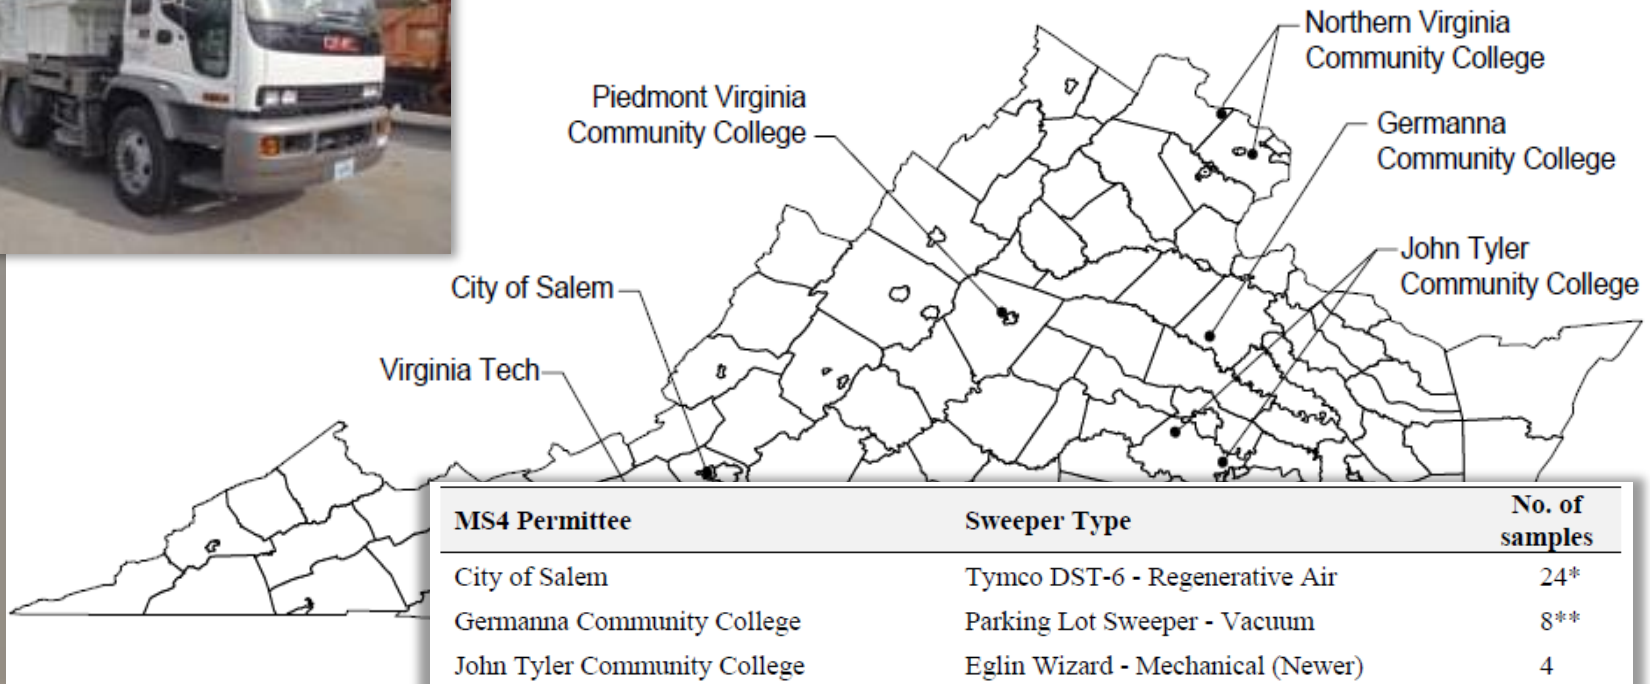 GMC
Northern Virginia
Community College
Piedmont Virginia
Community College
Germanna
Community College
John Tyler
Community College
City of Salem
Virginia Tech
MS4 Permittee Sweeper Type No. of samples
City of Salem Tymco DST-6 - Regenerative Air 24*
Germanna Community College Parking Lot Sweeper - Vacuum 8**
John Tyler Community College Eglin Wizard - Mechanical (Newer) 4